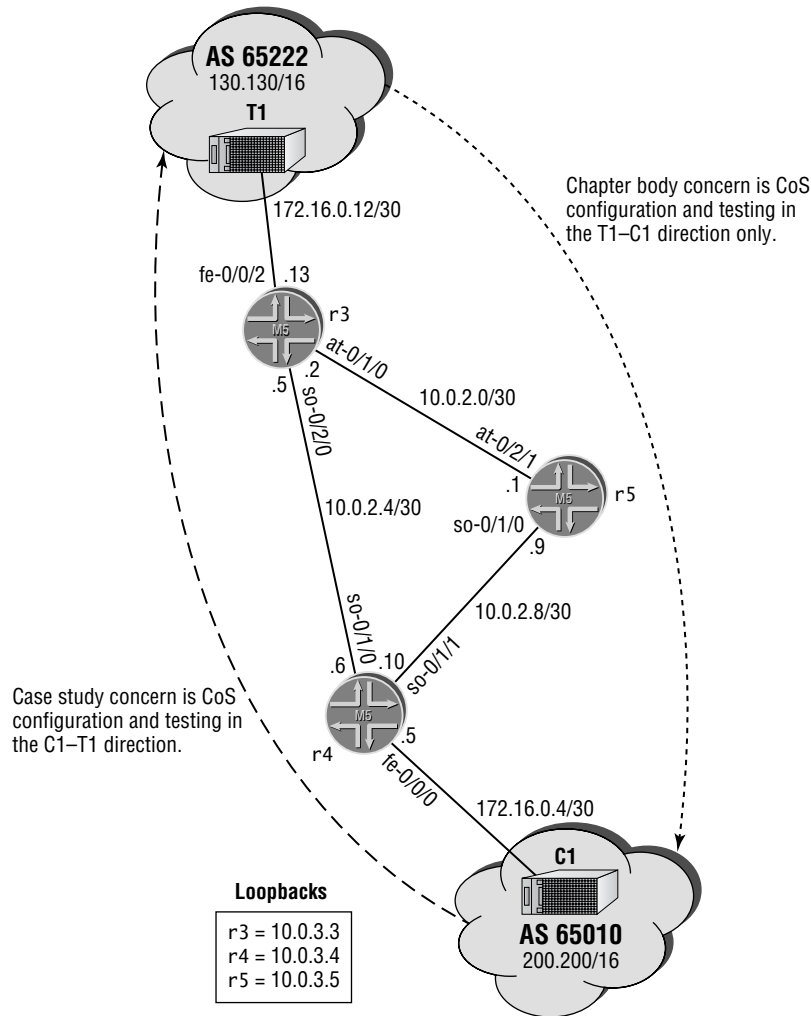 AS 65222
130.130/16
T1
172.16.0.12/30
Chapter body concern is CoS
configuration and testing in
the T1–C1 direction only.
fe-0/0/2
.13
r3
M5
at-0/1/0
.2
.5
so-0/2/0
10.0.2.0/30
at-0/2/1
.1
M5
r5
10.0.2.4/30
so-0/1/0
.9
10.0.2.8/30
so-0/1/0
.6
.10
so-0/1/1
Case study concern is CoS
configuration and testing in
the C1–T1 direction.
M5
.5
r4
fe-0/0/0
172.16.0.4/30
C1
AS 65010
200.200/16
Loopbacks
r3 = 10.0.3.3
r4 = 10.0.3.4
r5 = 10.0.3.5